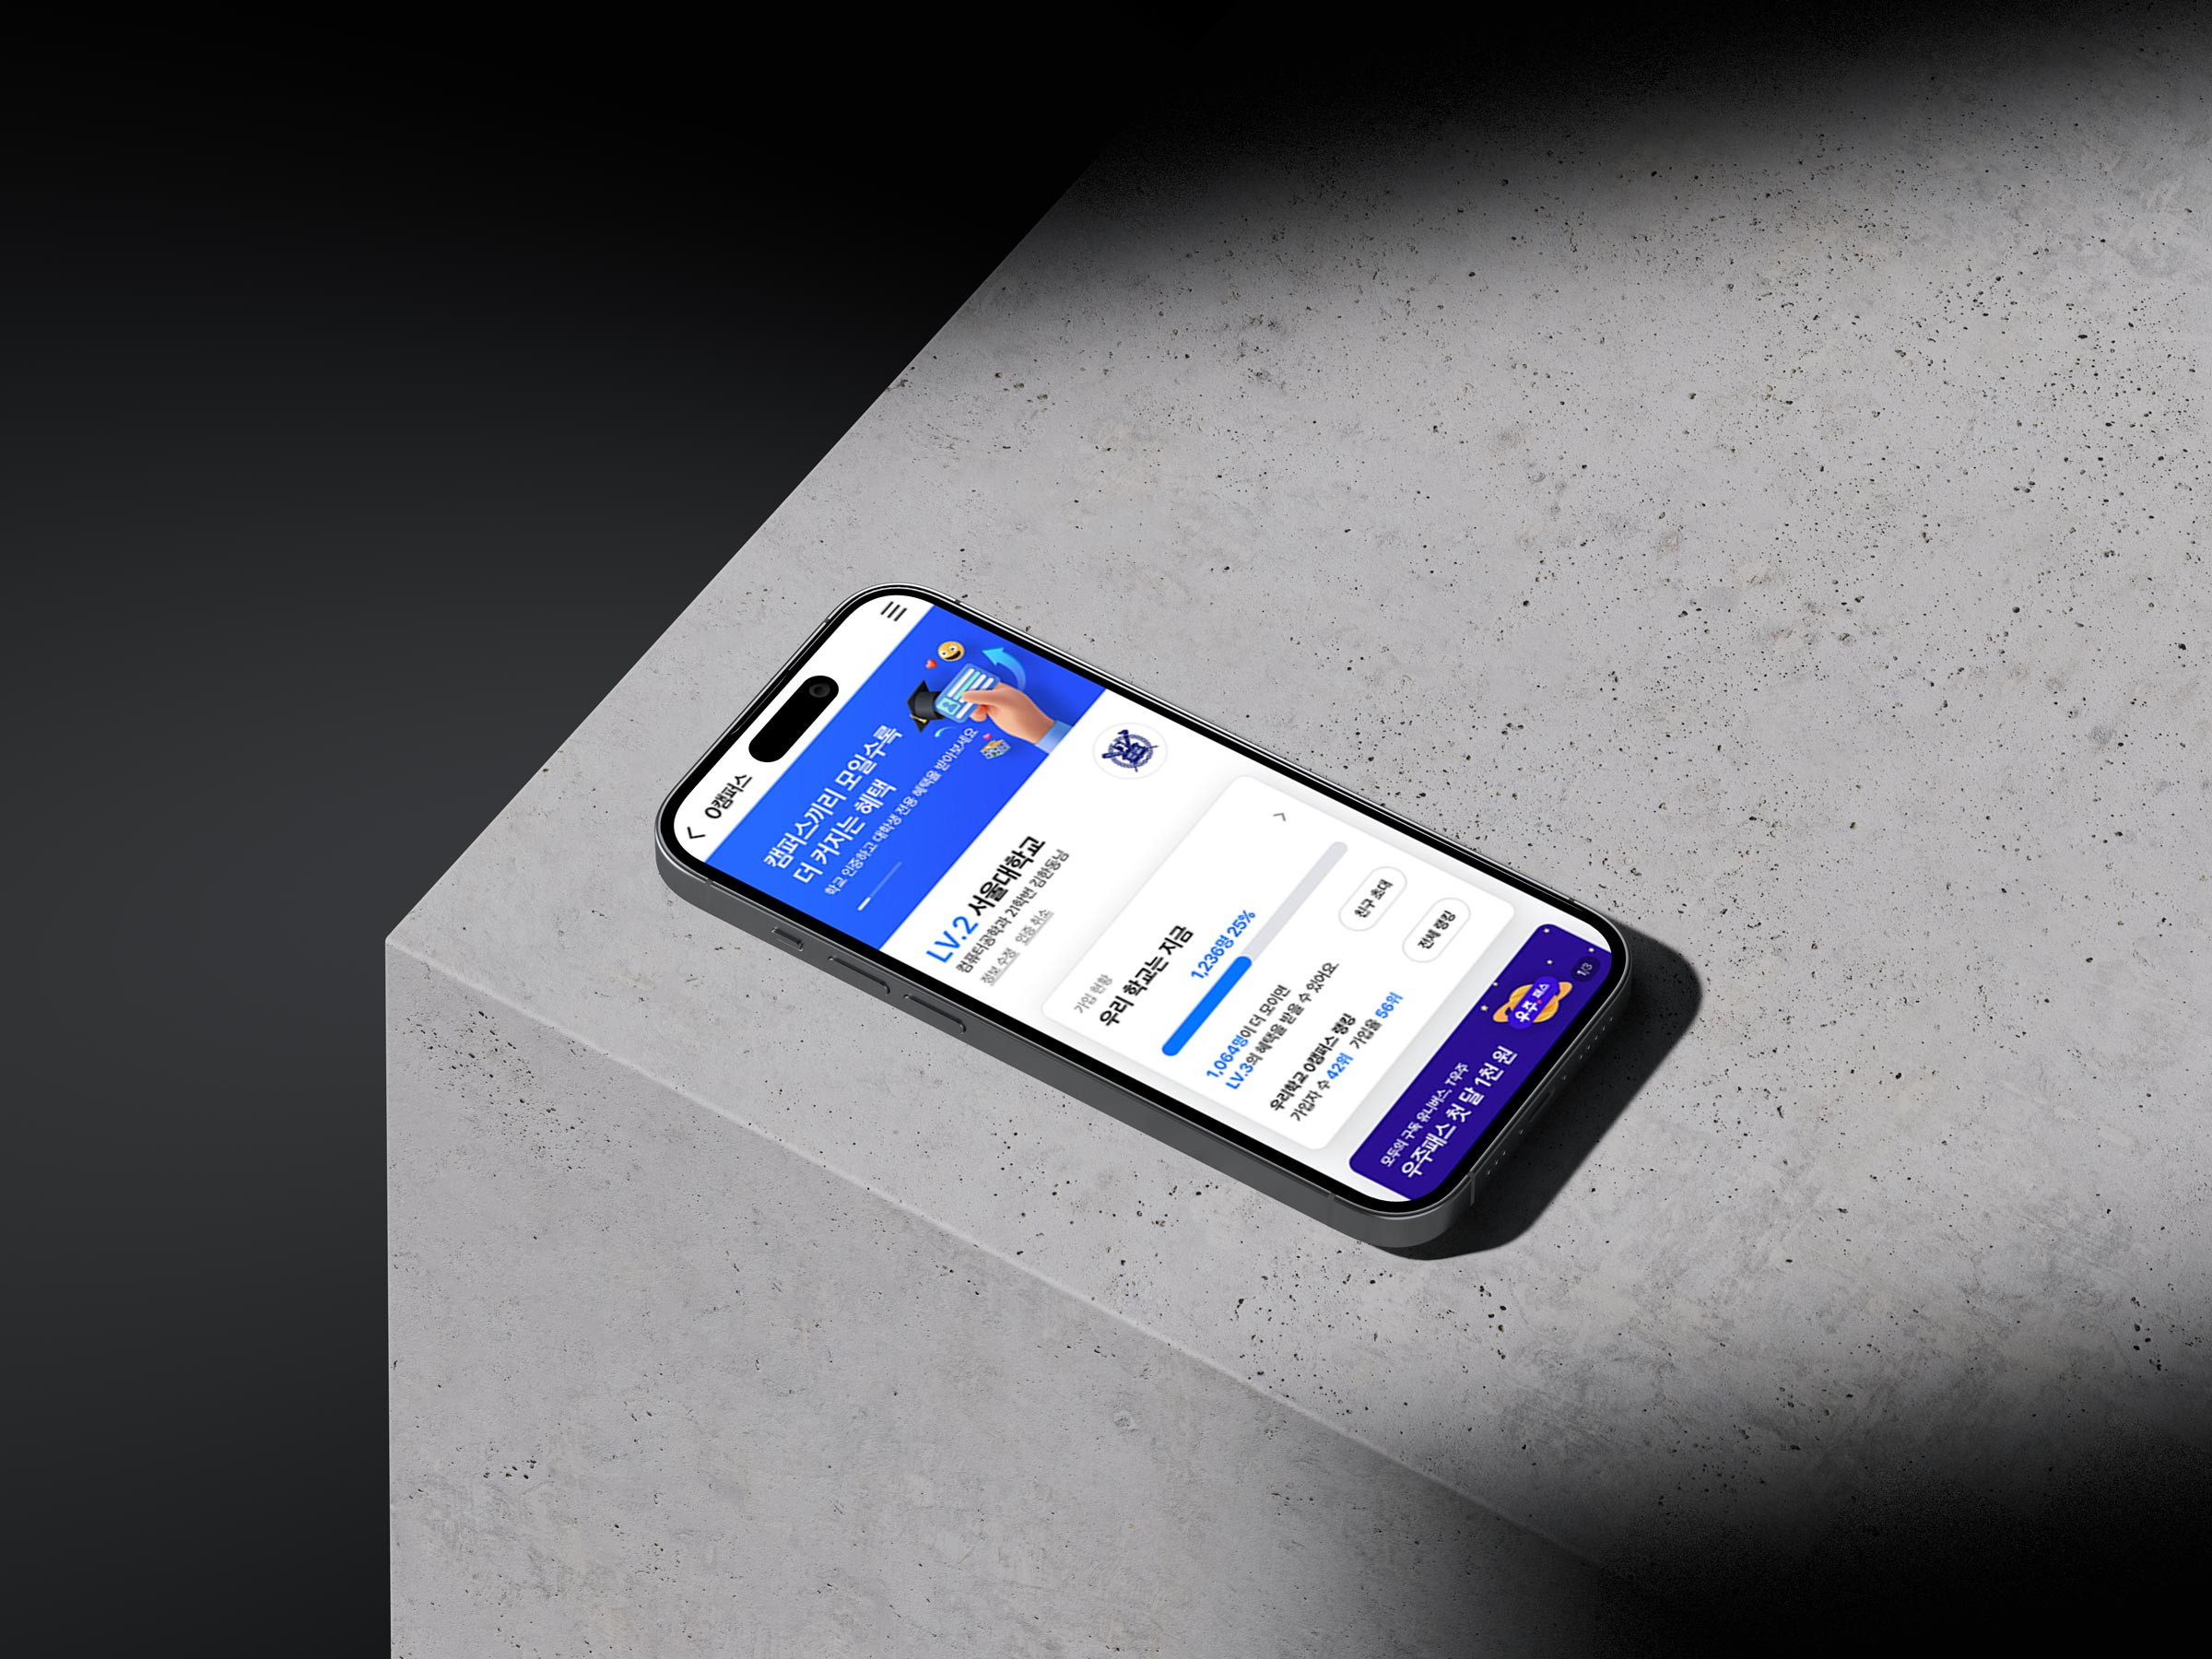 0캠퍼스
캠퍼스끼리 모일수록
더 커지는 혜택
학교 인증하고 대학생 전용 혜택을 받아보세요
LV.2 서울대학교
컴퓨터공학과 21학번 김한동님
정보 수정 인증 취소
가입 현황
우리 학교는 지금
1,236명 25%
1,064명이 더 모이면
LV.3의 혜택을 받을 수 있어요.
친구 초대
우리학교 0캠퍼스 랭킹
가입자 수 42위 가입율 56위
전체 랭킹
모두의 구독 유니버스, T우주
우주패스 첫 달 1천 원
우주 패스
1/3